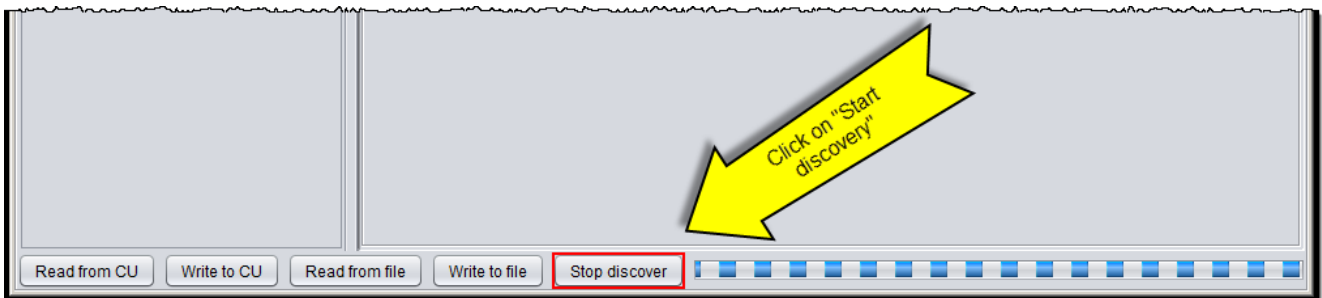 Click on "Start
discovery"
Read from CU Write to CU Read from file Write to file Stop discover